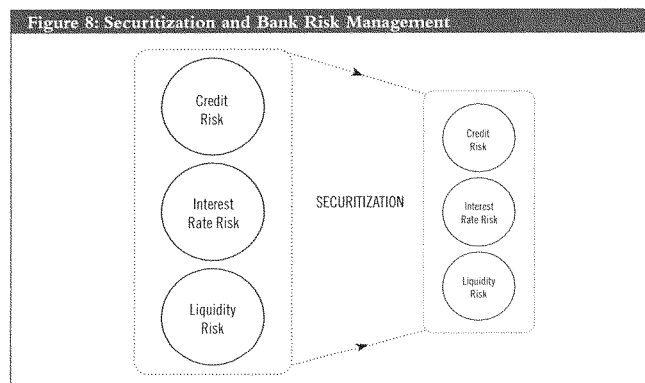 Figure 8: Securitization and Bank Risk Management
Credit
Risk
Interest
Rate Risk
Liquidity
Risk
SECURITIZATION
Credit
Risk
Interest
Rate Risk
Liquidity
Risk